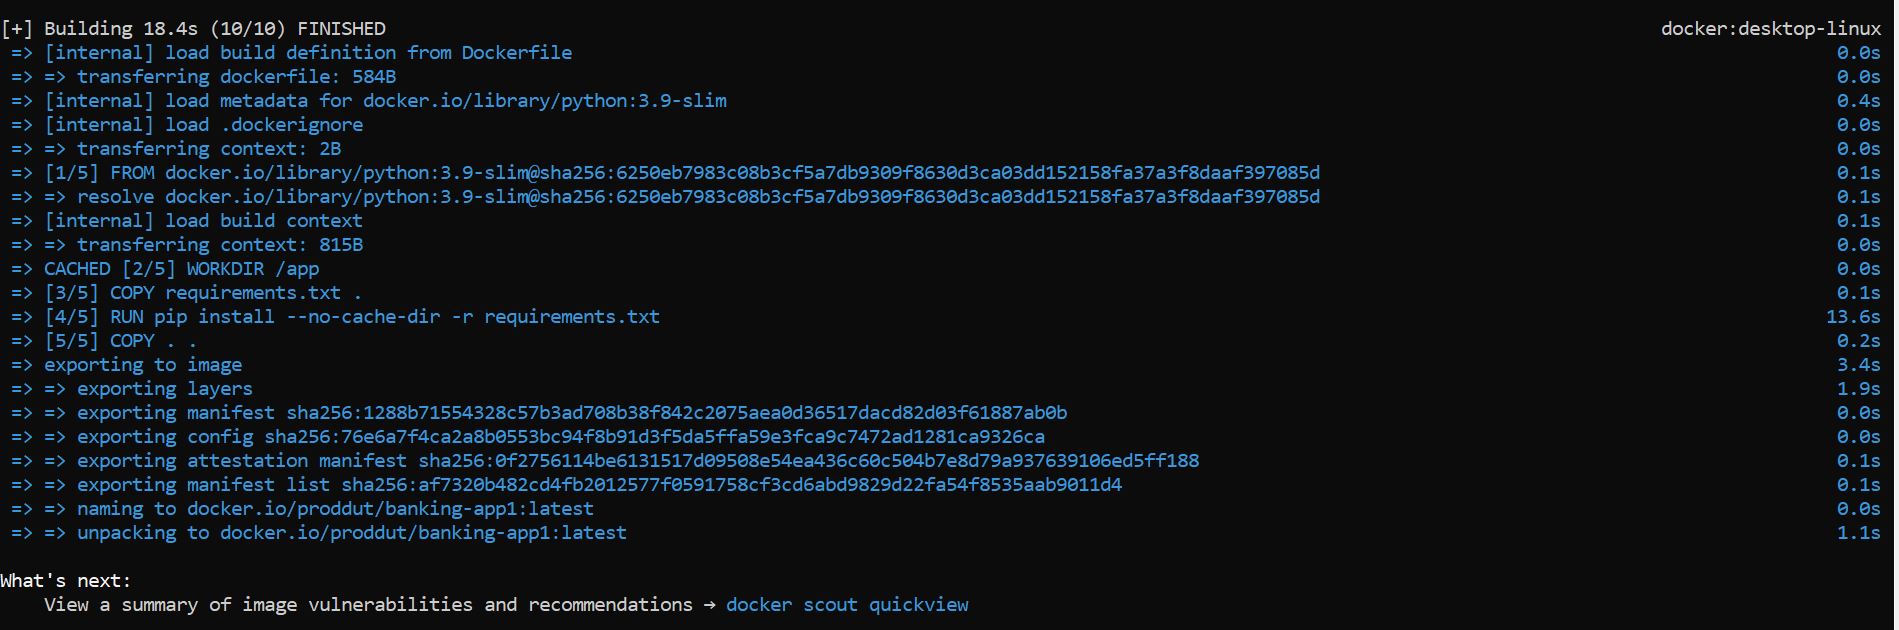 [+] Building 18.4s (10/10) FINISHED docker:desktop-linux
=> [internal] load build definition from Dockerfile 0.0s
=> => transferring dockerfile: 584B 0.0s
=> [internal] load metadata for docker.io/library/python:3.9-slim 0.4s
=> [internal] load .dockerignore 0.0s
=> => transferring context: 2B 0.0s
=> [1/5] FROM docker.io/library/python:3.9-slim@sha256:6250eb7983c08b3cf5a7db9309f8630d3ca03dd152158fa37a3f8daaf397085d 0.1s
=> => resolve docker.io/library/python:3.9-slim@sha256:6250eb7983c08b3cf5a7db9309f8630d3ca03dd152158fa37a3f8daaf397085d 0.1s
=> [internal] load build context 0.1s
=> => transferring context: 815B 0.0s
=> CACHED [2/5] WORKDIR /app 0.0s
=> [3/5] COPY requirements.txt . 0.1s
=> [4/5] RUN pip install --no-cache-dir -r requirements.txt 13.6s
=> [5/5] COPY . . 0.2s
=> exporting to image 3.4s
=> => exporting layers 1.9s
=> => exporting manifest sha256:1288b71554328c57b3ad708b38f842c2075aea0d36517dacd82d03f61887ab0b 0.0s
=> => exporting config sha256:76e6a7f4ca2a8b0553bc94f8b91d3f5da5ffa59e3fca9c7472ad1281ca9326ca 0.0s
=> => exporting attestation manifest sha256:0f2756114be6131517d09508e54ea436c60c504b7e8d79a937639106ed5ff188 0.1s
=> => exporting manifest list sha256:af7320b482cd4fb2012577f0591758cf3cd6abd9829d22fa54f8535aab9011d4 0.1s
=> => naming to docker.io/proddut/banking-app1:latest 0.0s
=> => unpacking to docker.io/proddut/banking-app1:latest 1.1s
What's next:
View a summary of image vulnerabilities and recommendations → docker scout quickview